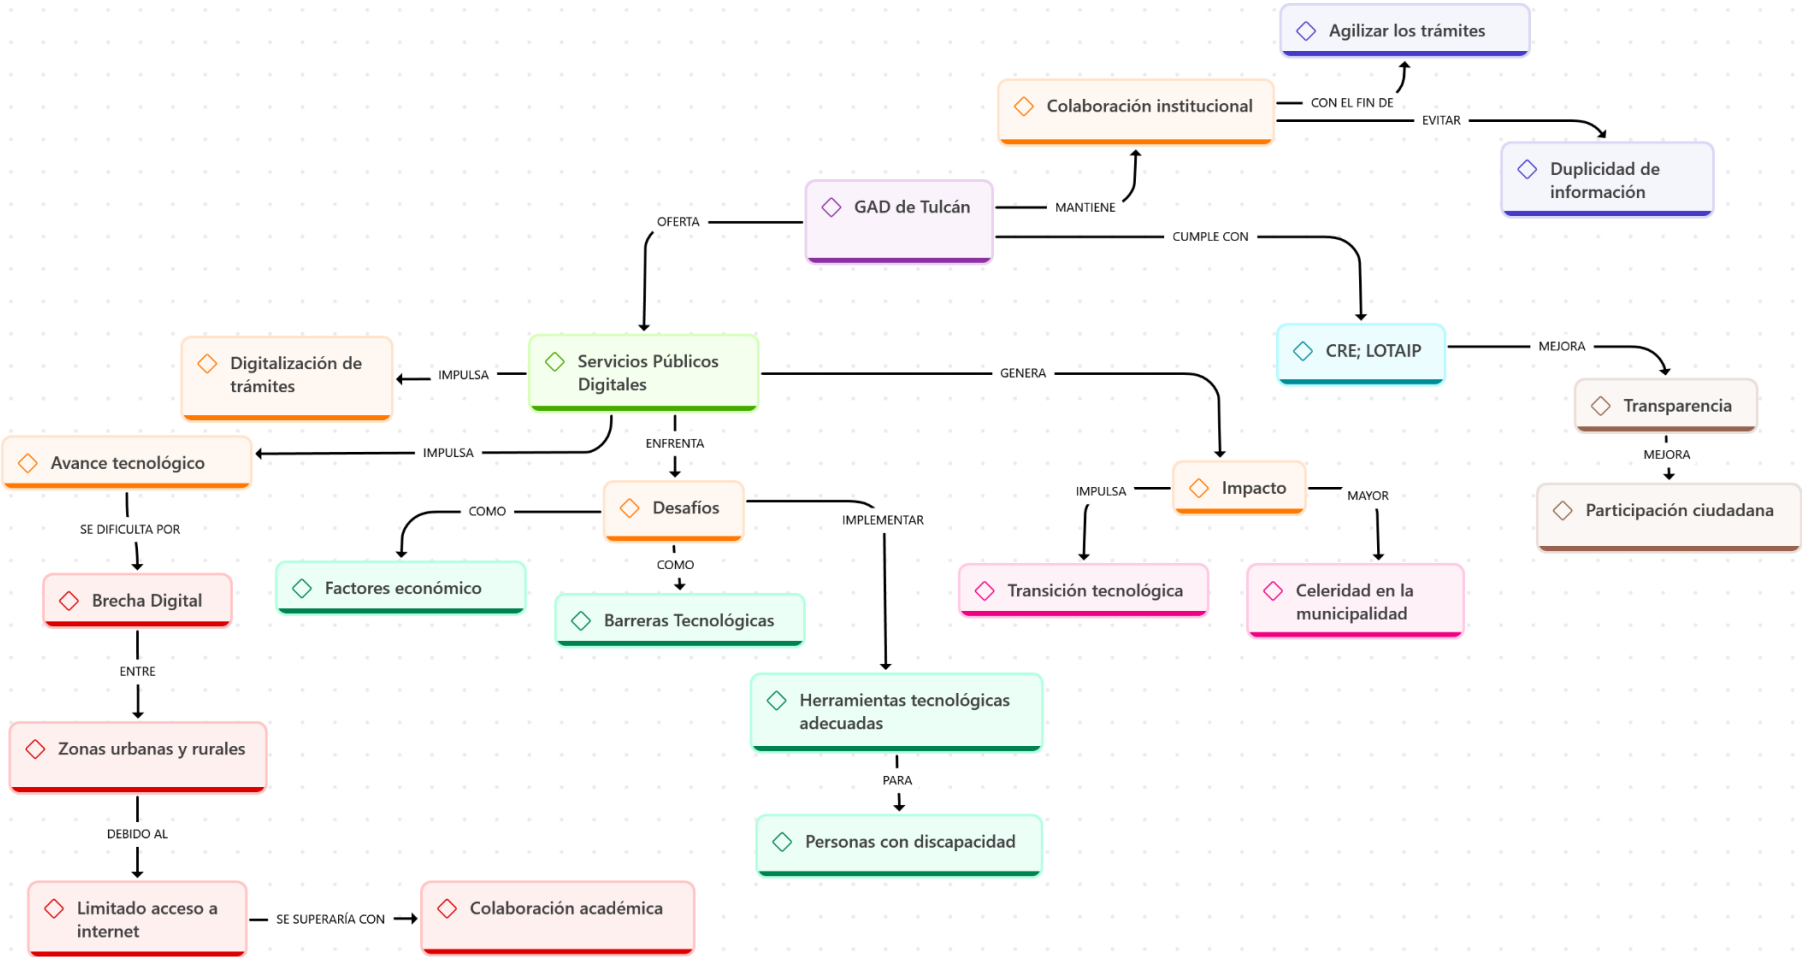 Agilizar los trámites
Colaboración institucional
CON EL FIN DE
EVITAR
Duplicidad de
información
GAD de Tulcán
MANTIENE
OFERTA
CUMPLE CON
Digitalización de
trámites
IMPULSA
Servicios Públicos
Digitales
GENERA
CRE; LOTAIP
MEJORA
Transparencia
MEJORA
Participación ciudadana
Avance tecnológico
IMPULSA
ENFRENTA
Desafíos
COMO
IMPLEMENTAR
IMPULSA
Impacto
MAYOR
SE DIFICULTA POR
COMO
Factores económico
Barreras Tecnológicas
Transición tecnológica
Celeridad en la
municipalidad
Brecha Digital
ENTRE
Zonas urbanas y rurales
Herramientas tecnológicas
adecuadas
PARA
Personas con discapacidad
DEBIDO AL
Limitado acceso a
internet
SE SUPERARÍA CON
Colaboración académica